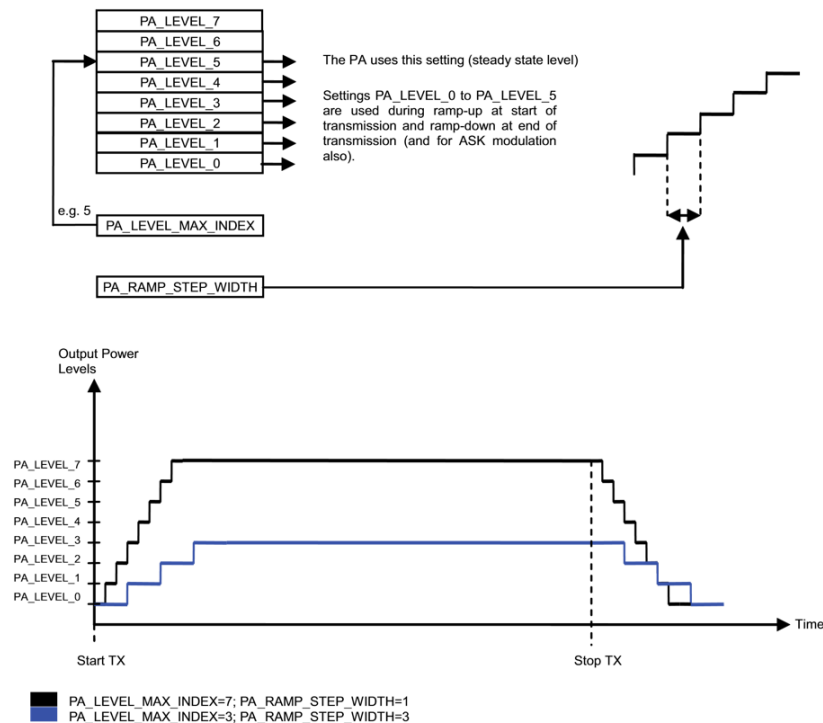 PA_LEVEL_7
PA_LEVEL_6
PA_LEVEL_5
PA_LEVEL_4
PA_LEVEL_3
PA_LEVEL_2
PA_LEVEL_1
PA_LEVEL_0
The PA uses this setting (steady state level)
Settings PA_LEVEL_0 to PA_LEVEL_5
are used during ramp-up at start of
transmission and ramp-down at end of
transmission (and for ASK modulation
also).
e.g. 5
PA_LEVEL_MAX_INDEX
PA_RAMP_STEP_WIDTH
Output Power
Levels
PA_LEVEL_7
PA_LEVEL_6
PA_LEVEL_5
PA_LEVEL_4
PA_LEVEL_3
PA_LEVEL_2
PA_LEVEL_1
PA_LEVEL_0
Time
Start TX
Stop TX
PA_LEVEL_MAX_INDEX=7; PA_RAMP_STEP_WIDTH=1
PA_LEVEL_MAX_INDEX=3; PA_RAMP_STEP_WIDTH=3